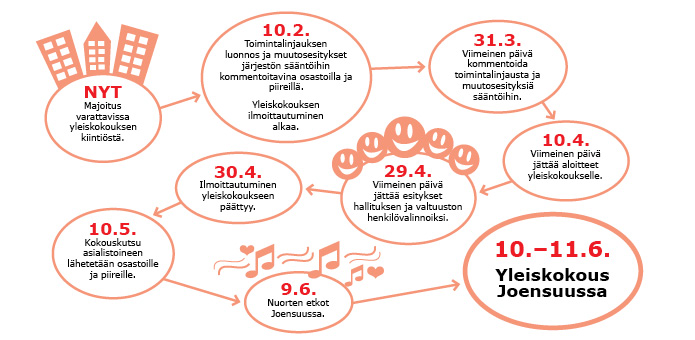 NYT
Majoitus
varattavissa
yleiskokouksen
kiintiöstä.
10.2.
Toimintalinjauksen
luonnos ja muutosesitykset
järjestön sääntöihin
kommentoitavina osastoilla ja
piireillä.
Yleiskokouksen
ilmoittautuminen
alkaa.
31.3.
Viimeinen päivä
kommentoida
toimintalinjausta ja
muutosesityksiä
sääntöihin.
10.4.
Viimeinen päivä
jättää aloitteet
yleiskokoukselle.
29.4.
Viimeinen päivä
jättää esitykset
hallituksen ja valtuuston
henkilövalinnoiksi.
30.4.
Ilmoittautuminen
yleiskokoukseen
päättyy.
10.5.
Kokouskutsu
asialistoineen
lähetetään osastoille
ja piireille.
9.6.
Nuorten etkot
Joensuussa.
10.–11.6.
Yleiskokous
Joensuussa